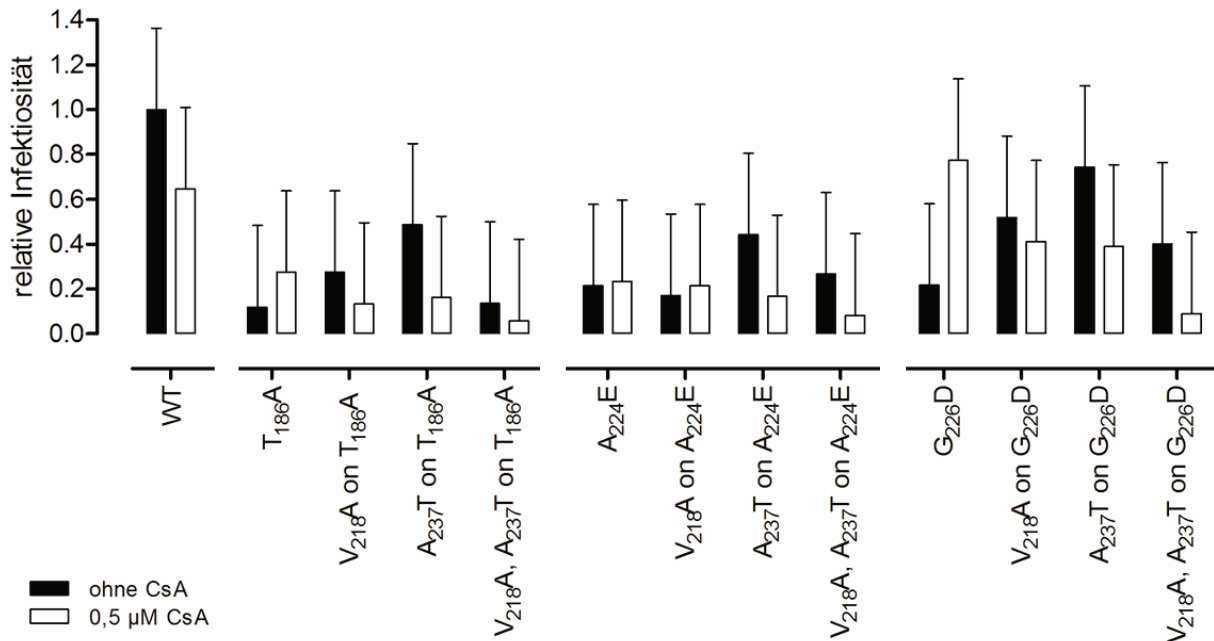 relative Infektiosität
1.4
1.2
1.0
0.8
0.6
0.4
0.2
0.0
WT
T₁₈₆A
V₂₁₈A on T₁₈₆A
A₂₃₇T on T₁₈₆A
V₂₁₈A, A₂₃₇T on T₁₈₆A
A₂₂₄E
V₂₁₈A on A₂₂₄E
A₂₃₇T on A₂₂₄E
V₂₁₈A, A₂₃₇T on A₂₂₄E
G₂₂₆D
V₂₁₈A on G₂₂₆D
A₂₃₇T on G₂₂₆D
V₂₁₈A, A₂₃₇T on G₂₂₆D
ohne CsA
0,5 µM CsA